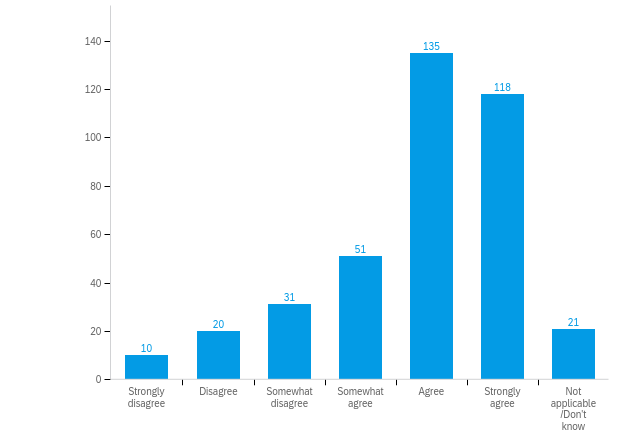 140
120
100
80
60
40
20
0
10
20
31
51
135
118
21
Strongly
disagree
Disagree
Somewhat
disagree
Somewhat
agree
Agree
Strongly
agree
Not
applicable
/Don't
know